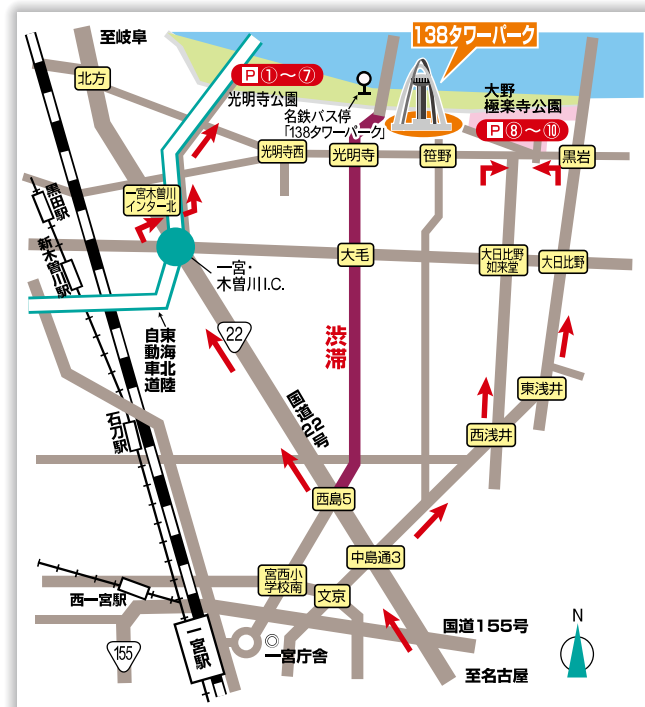 至岐阜
138タワーパーク
北方
P①〜⑦
光明寺公園
名鉄バス停
「138タワーパーク」
大野
極楽寺公園
P⑧〜⑩
光明寺西
光明寺
笹野
黒岩
黒田駅
一宮木曽川
インター北
新木曽川駅
大毛
大日比野
如来堂
大日比野
一宮・
木曽川I.C.
22
渋滞
東海北陸
自動車道
国道22号
東浅井
石刀駅
西浅井
西島5
中島通3
宮西小
学校南
文京
西一宮駅
一宮駅
国道155号
155
◎
一宮庁舎
至名古屋
N